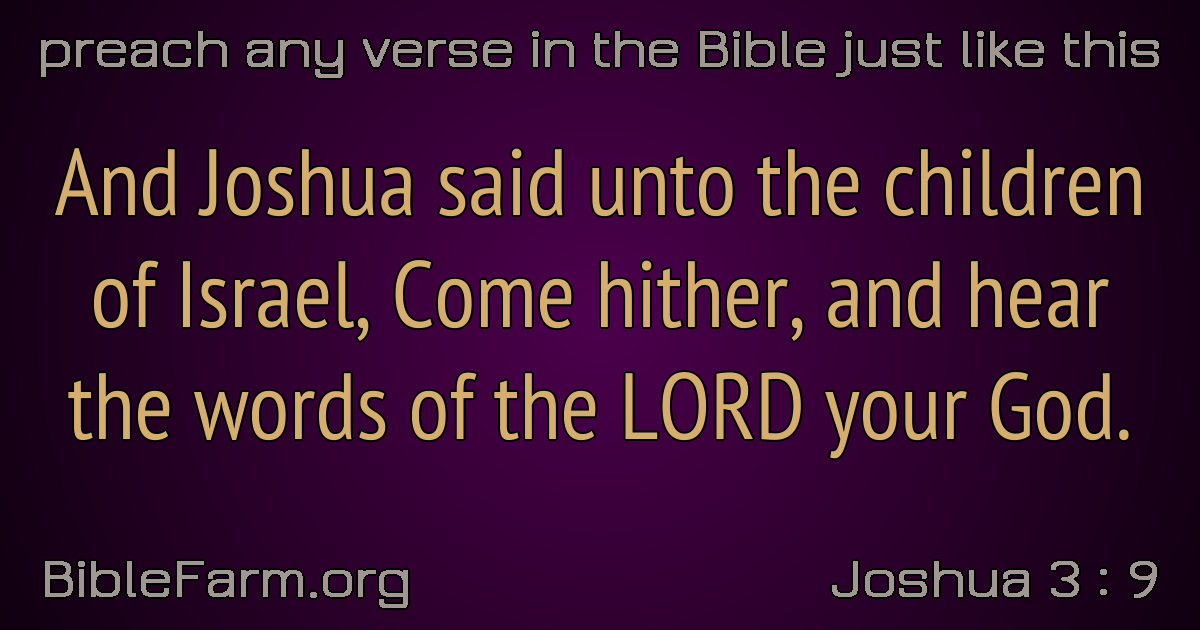 preach any verse in the Bible just like this
And Joshua said unto the children
of Israel, Come hither, and hear
the words of the LORD your God.
BibleFarm.org
Joshua 3 : 9